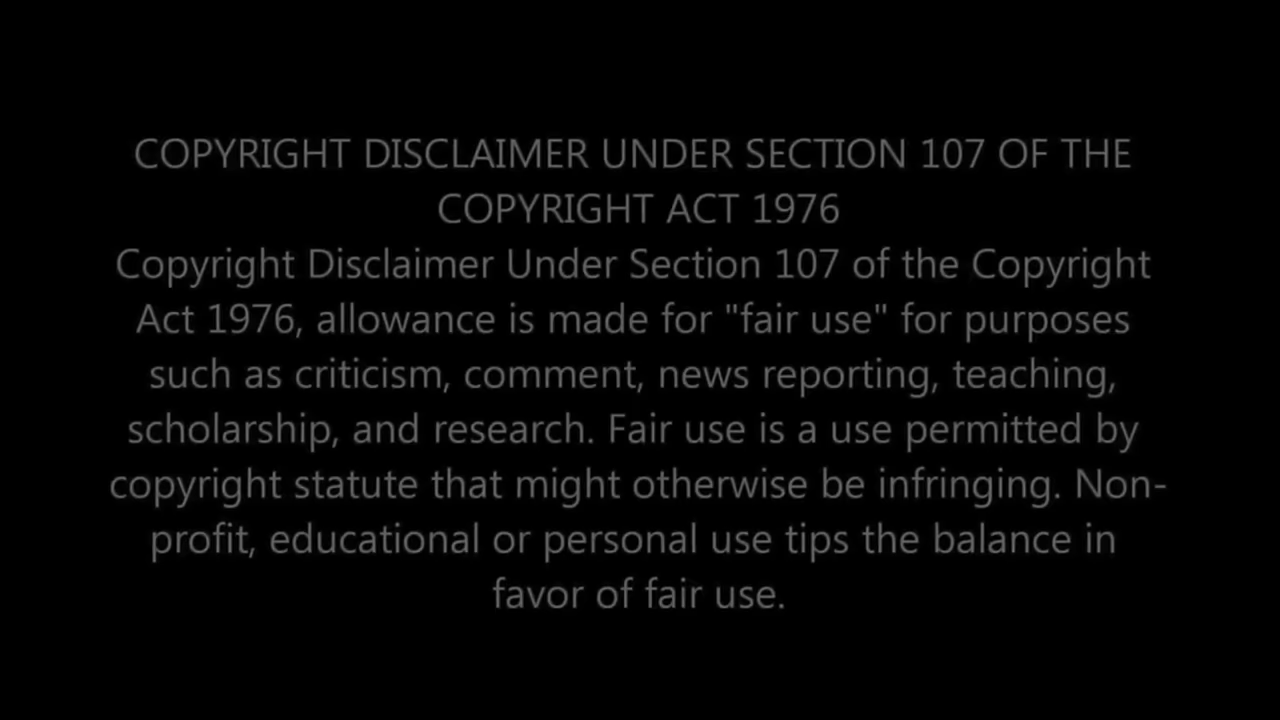 COPYRIGHT DISCLAIMER UNDER SECTION 107 OF THE
COPYRIGHT ACT 1976
Copyright Disclaimer Under Section 107 of the Copyright
Act 1976, allowance is made for "fair use" for purposes
such as criticism, comment, news reporting, teaching,
scholarship, and research. Fair use is a use permitted by
copyright statute that might otherwise be infringing. Non-
profit, educational or personal use tips the balance in
favor of fair use.